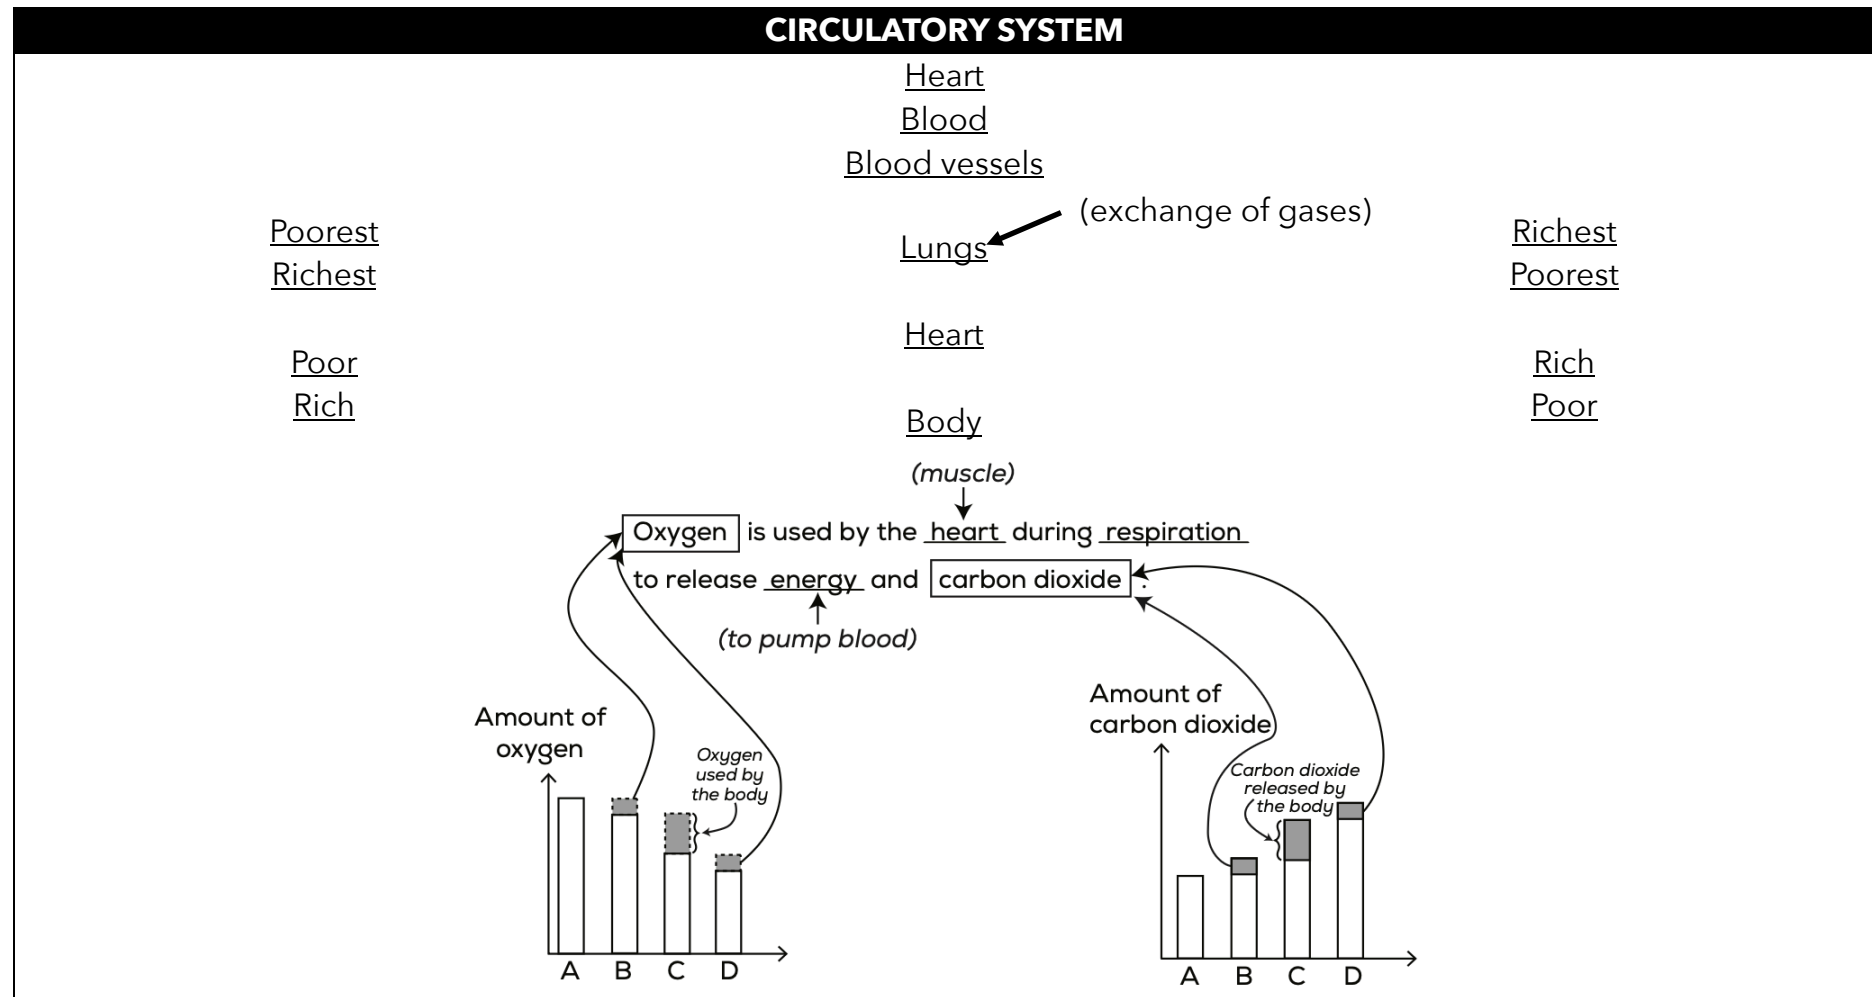 CIRCULATORY SYSTEM
Heart
Blood
Blood vessels
(exchange of gases)
Poorest
Lungs
Richest
Richest
Poorest
Heart
Poor
Rich
Rich
Poor
Body
(muscle)
Oxygen is used by the heart during respiration
to release energy and carbon dioxide .
(to pump blood)
Amount of
oxygen
Oxygen
used by
the body
A B C D
Amount of
carbon dioxide
Carbon dioxide
released by
the body
A B C D